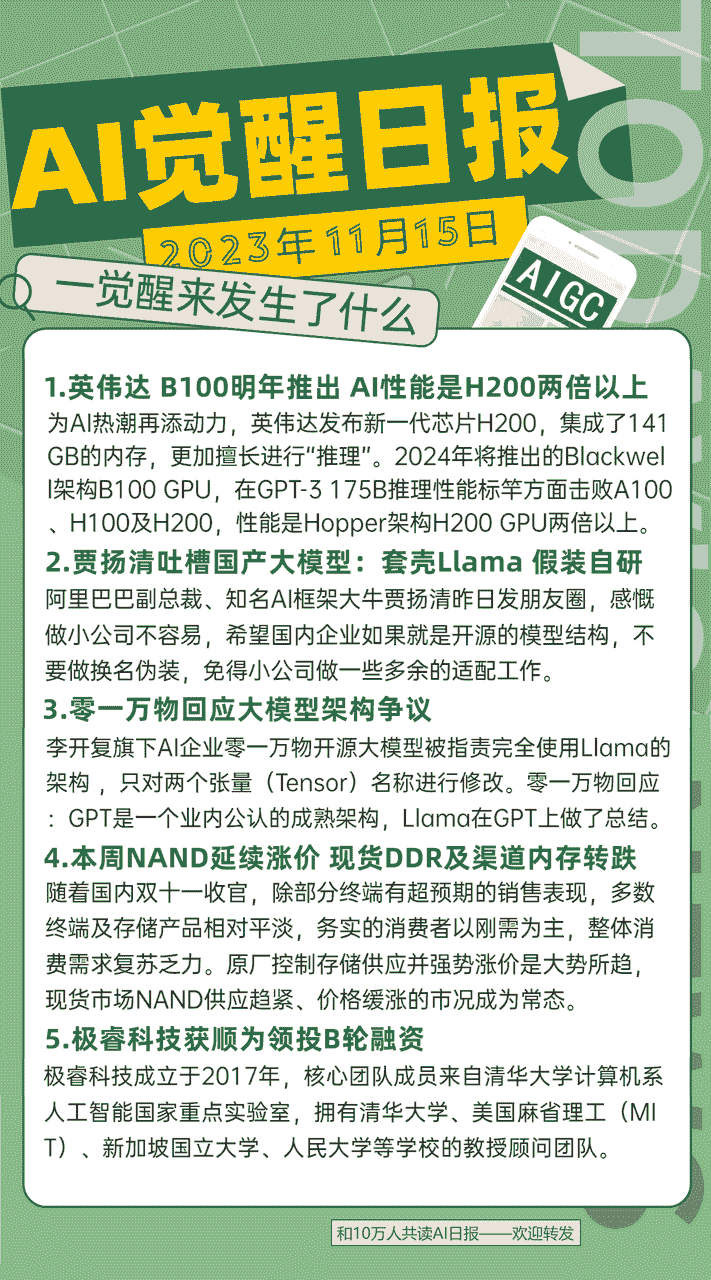 AI觉醒日报
2023年11月15日
一觉醒来发生了什么
AIGC
1.英伟达 B100明年推出 AI性能是H200两倍以上
为AI热潮再添动力，英伟达发布新一代芯片H200，集成了141
GB的内存，更加擅长进行“推理”。2024年将推出的Blackwel
l架构B100 GPU，在GPT-3 175B推理性能标竿方面击败A100
、H100及H200，性能是Hopper架构H200 GPU两倍以上。
2.贾扬清吐槽国产大模型：套壳Llama 假装自研
阿里巴巴副总裁、知名AI框架大牛贾扬清昨日发朋友圈，感慨
做小公司不容易，希望国内企业如果就是开源的模型结构，不
要做换名伪装，免得小公司做一些多余的适配工作。
3.零一万物回应大模型架构争议
李开复旗下AI企业零一万物开源大模型被指责完全使用Llama的
架构 ，只对两个张量（Tensor）名称进行修改。零一万物回应
：GPT是一个业内公认的成熟架构，Llama在GPT上做了总结。
4.本周NAND延续涨价 现货DDR及渠道内存转跌
随着国内双十一收官，除部分终端有超预期的销售表现，多数
终端及存储产品相对平淡，务实的消费者以刚需为主，整体消
费需求复苏乏力。原厂控制存储供应并强势涨价是大势所趋，
现货市场NAND供应趋紧、价格缓涨的市况成为常态。
5.极睿科技获顺为领投B轮融资
极睿科技成立于2017年，核心团队成员来自清华大学计算机系
人工智能国家重点实验室，拥有清华大学、美国麻省理工（MI
T）、新加坡国立大学、人民大学等学校的教授顾问团队。
和10万人共读AI日报——欢迎转发